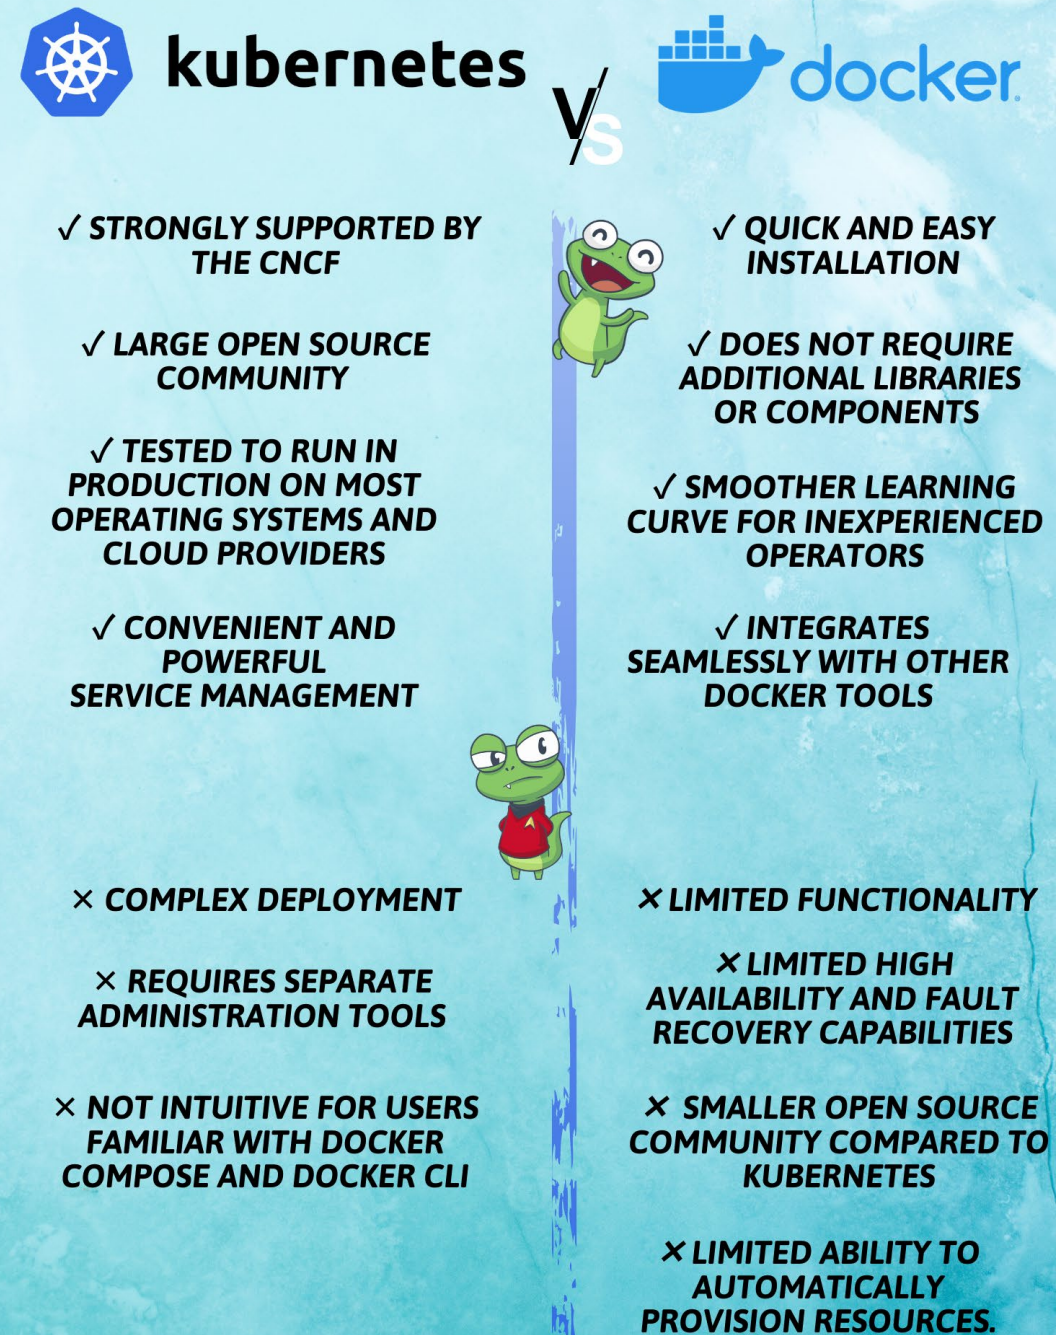 kubernetes
VS
docker
✓ STRONGLY SUPPORTED BY
THE CNCF
✓ LARGE OPEN SOURCE
COMMUNITY
✓ TESTED TO RUN IN
PRODUCTION ON MOST
OPERATING SYSTEMS AND
CLOUD PROVIDERS
✓ CONVENIENT AND
POWERFUL
SERVICE MANAGEMENT
✕ COMPLEX DEPLOYMENT
✕ REQUIRES SEPARATE
ADMINISTRATION TOOLS
✕ NOT INTUITIVE FOR USERS
FAMILIAR WITH DOCKER
COMPOSE AND DOCKER CLI
✓ QUICK AND EASY
INSTALLATION
✓ DOES NOT REQUIRE
ADDITIONAL LIBRARIES
OR COMPONENTS
✓ SMOOTHER LEARNING
CURVE FOR INEXPERIENCED
OPERATORS
✓ INTEGRATES
SEAMLESSLY WITH OTHER
DOCKER TOOLS
✕ LIMITED FUNCTIONALITY
✕ LIMITED HIGH
AVAILABILITY AND FAULT
RECOVERY CAPABILITIES
✕ SMALLER OPEN SOURCE
COMMUNITY COMPARED TO
KUBERNETES
✕ LIMITED ABILITY TO
AUTOMATICALLY
PROVISION RESOURCES.